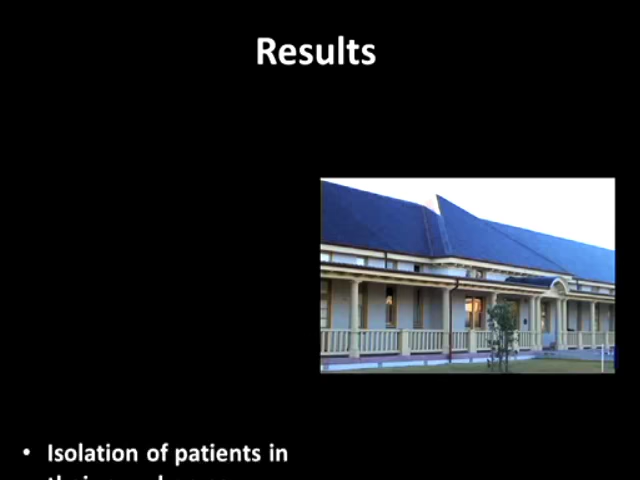 Results
• Isolation of patients in